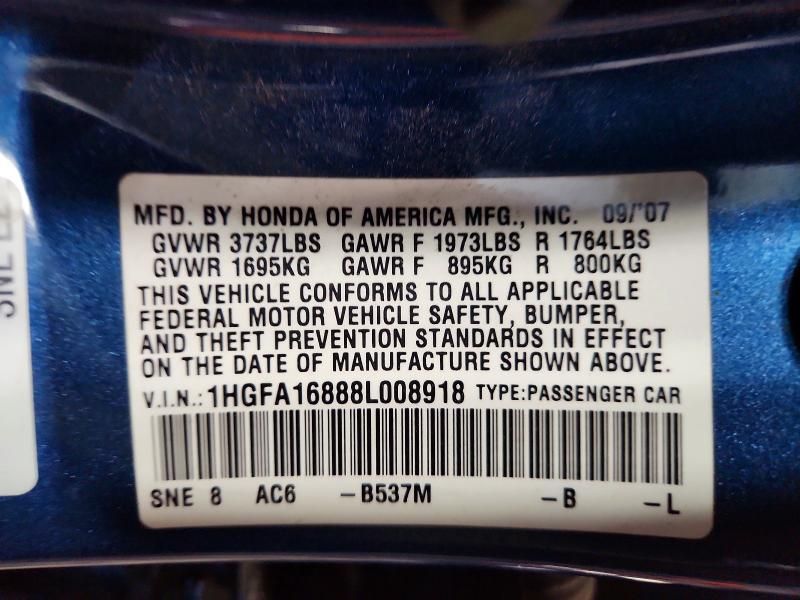 MFD. BY HONDA OF AMERICA MFG., INC. 09/'07
GVWR 3737LBS GAWR F 1973LBS R 1764LBS
GVWR 1695KG GAWR F 895KG R 800KG
THIS VEHICLE CONFORMS TO ALL APPLICABLE
FEDERAL MOTOR VEHICLE SAFETY, BUMPER,
AND THEFT PREVENTION STANDARDS IN EFFECT
ON THE DATE OF MANUFACTURE SHOWN ABOVE.
V.I.N.: 1HGFA16888L008918 TYPE:PASSENGER CAR
SNE 8 AC6 -B537M -B -L
SNE